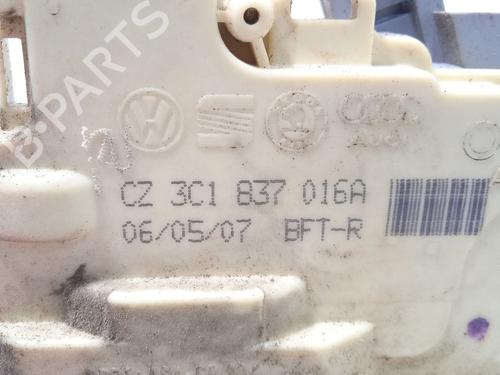 B-PARTS
Audi
CZ 3C1 837 016A
06/05/07 BFT-R